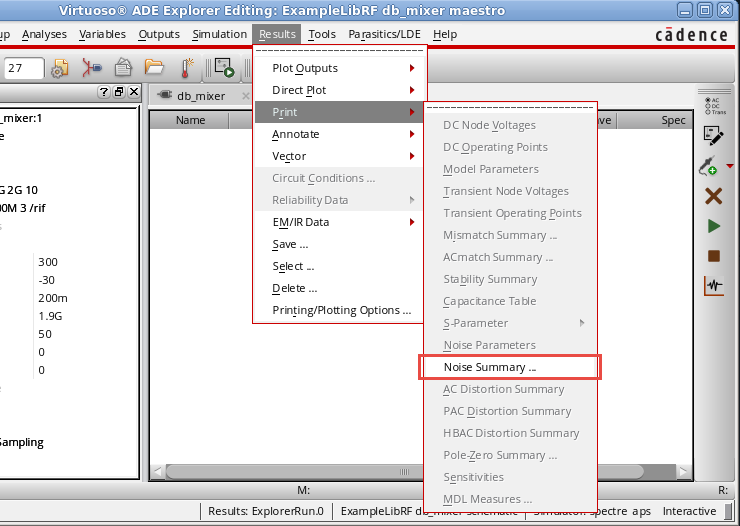 Virtuoso® ADE Explorer Editing: ExampleLibRF db_mixer maestro
Analyses Variables Outputs Simulation Results Tools Parasitics/LDE Help
cādence
27
_mixer:1
G 2G 10
00M 3 /rif
300
-30
200m
1.9G
50
0
0
Sampling
db_mixer
Name
Spec
Plot Outputs
Direct Plot
Print
Annotate
Vector
Circuit Conditions ...
Reliability Data
EM/IR Data
Save ...
Select ...
Delete ...
Printing/Plotting Options ...
DC Node Voltages
DC Operating Points
Model Parameters
Transient Node Voltages
Transient Operating Points
Mismatch Summary ...
ACmatch Summary ...
Stability Summary
Capacitance Table
S-Parameter
Noise Parameters
Noise Summary ...
AC Distortion Summary
PAC Distortion Summary
HBAC Distortion Summary
Pole-Zero Summary ...
Sensitivities
MDL Measures ...
AC
DC
Trans
M:
R:
Results: ExplorerRun.0
ExampleLibRF db_mixer schematic
Simulator: spectre aps
Interactive